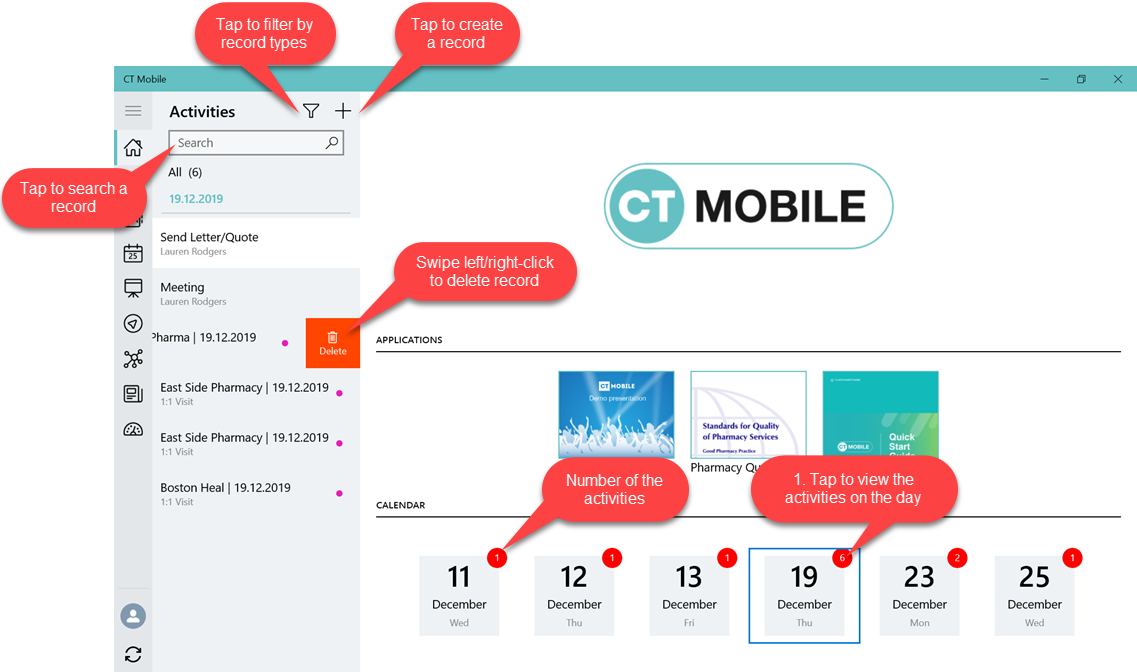 Tap to filter by
record types
Tap to create
a record
CT Mobile
Activities
Search
Tap to search a
record
All (6)
19.12.2019
25
Send Letter/Quote
Lauren Rodgers
Meeting
Lauren Rodgers
Pharma | 19.12.2019
Delete
East Side Pharmacy | 19.12.2019
1:1 Visit
East Side Pharmacy | 19.12.2019
1:1 Visit
Boston Heal | 19.12.2019
1:1 Visit
Swipe left/right-click
to delete record
CT MOBILE
APPLICATIONS
CT MOBILE
Demo presentation
Standards for Quality
of Pharmacy Services
Good Pharmacy Practice
CT MOBILE
Quick
Start
Guide
Pharmacy Qu
Number of the
activities
1. Tap to view the
activities on the day
CALENDAR
1
11
December
Wed
1
12
December
Thu
1
13
December
Fri
6
19
December
Thu
2
23
December
Mon
1
25
December
Wed